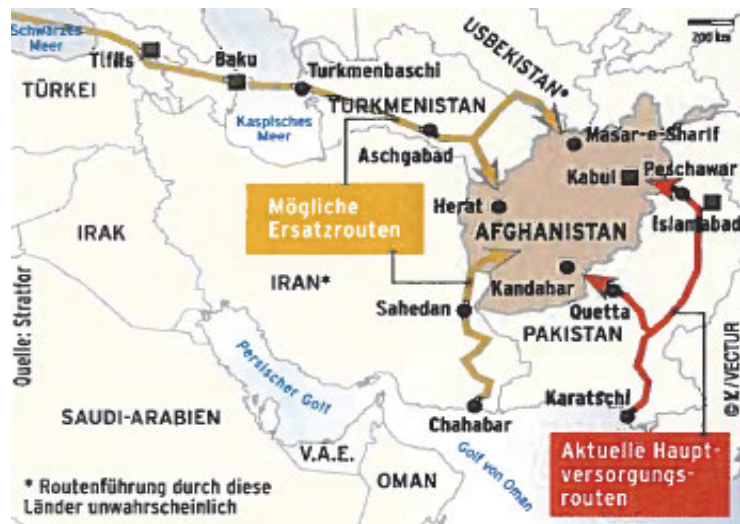 Schwarzes
Meer
Tiflis
Baku
Turkmenbaschi
USBEKISTAN*
200 km
TÜRKEI
TURKMENISTAN
Kaspisches
Meer
Aschgabad
Masar-e-Sharif
Kabul
Peschawar
Islamabad
Mögliche
Ersatzrouten
Herat
AFGHANISTAN
IRAK
IRAN*
Kandahar
Sahedan
Quetta
PAKISTAN
Quelle: Stratfor
Persischer Golf
SAUDI-ARABIEN
Chahabar
Karatschi
V.A.E.
Golf von Oman
OMAN
Aktuelle Haupt-
versorgungs-
routen
* Routenführung durch diese
Länder unwahrscheinlich